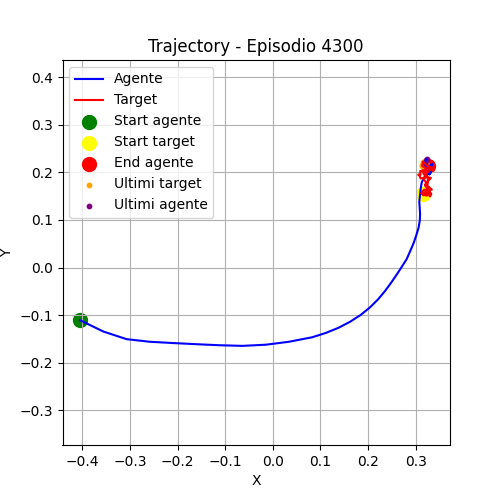 Trajectory - Episodio 4300
Agente
Target
Start agente
Start target
End agente
Ultimi target
Ultimi agente
0.4
0.3
0.2
0.1
0.0
−0.1
−0.2
−0.3
Y
−0.4 −0.3 −0.2 −0.1 0.0 0.1 0.2 0.3
X